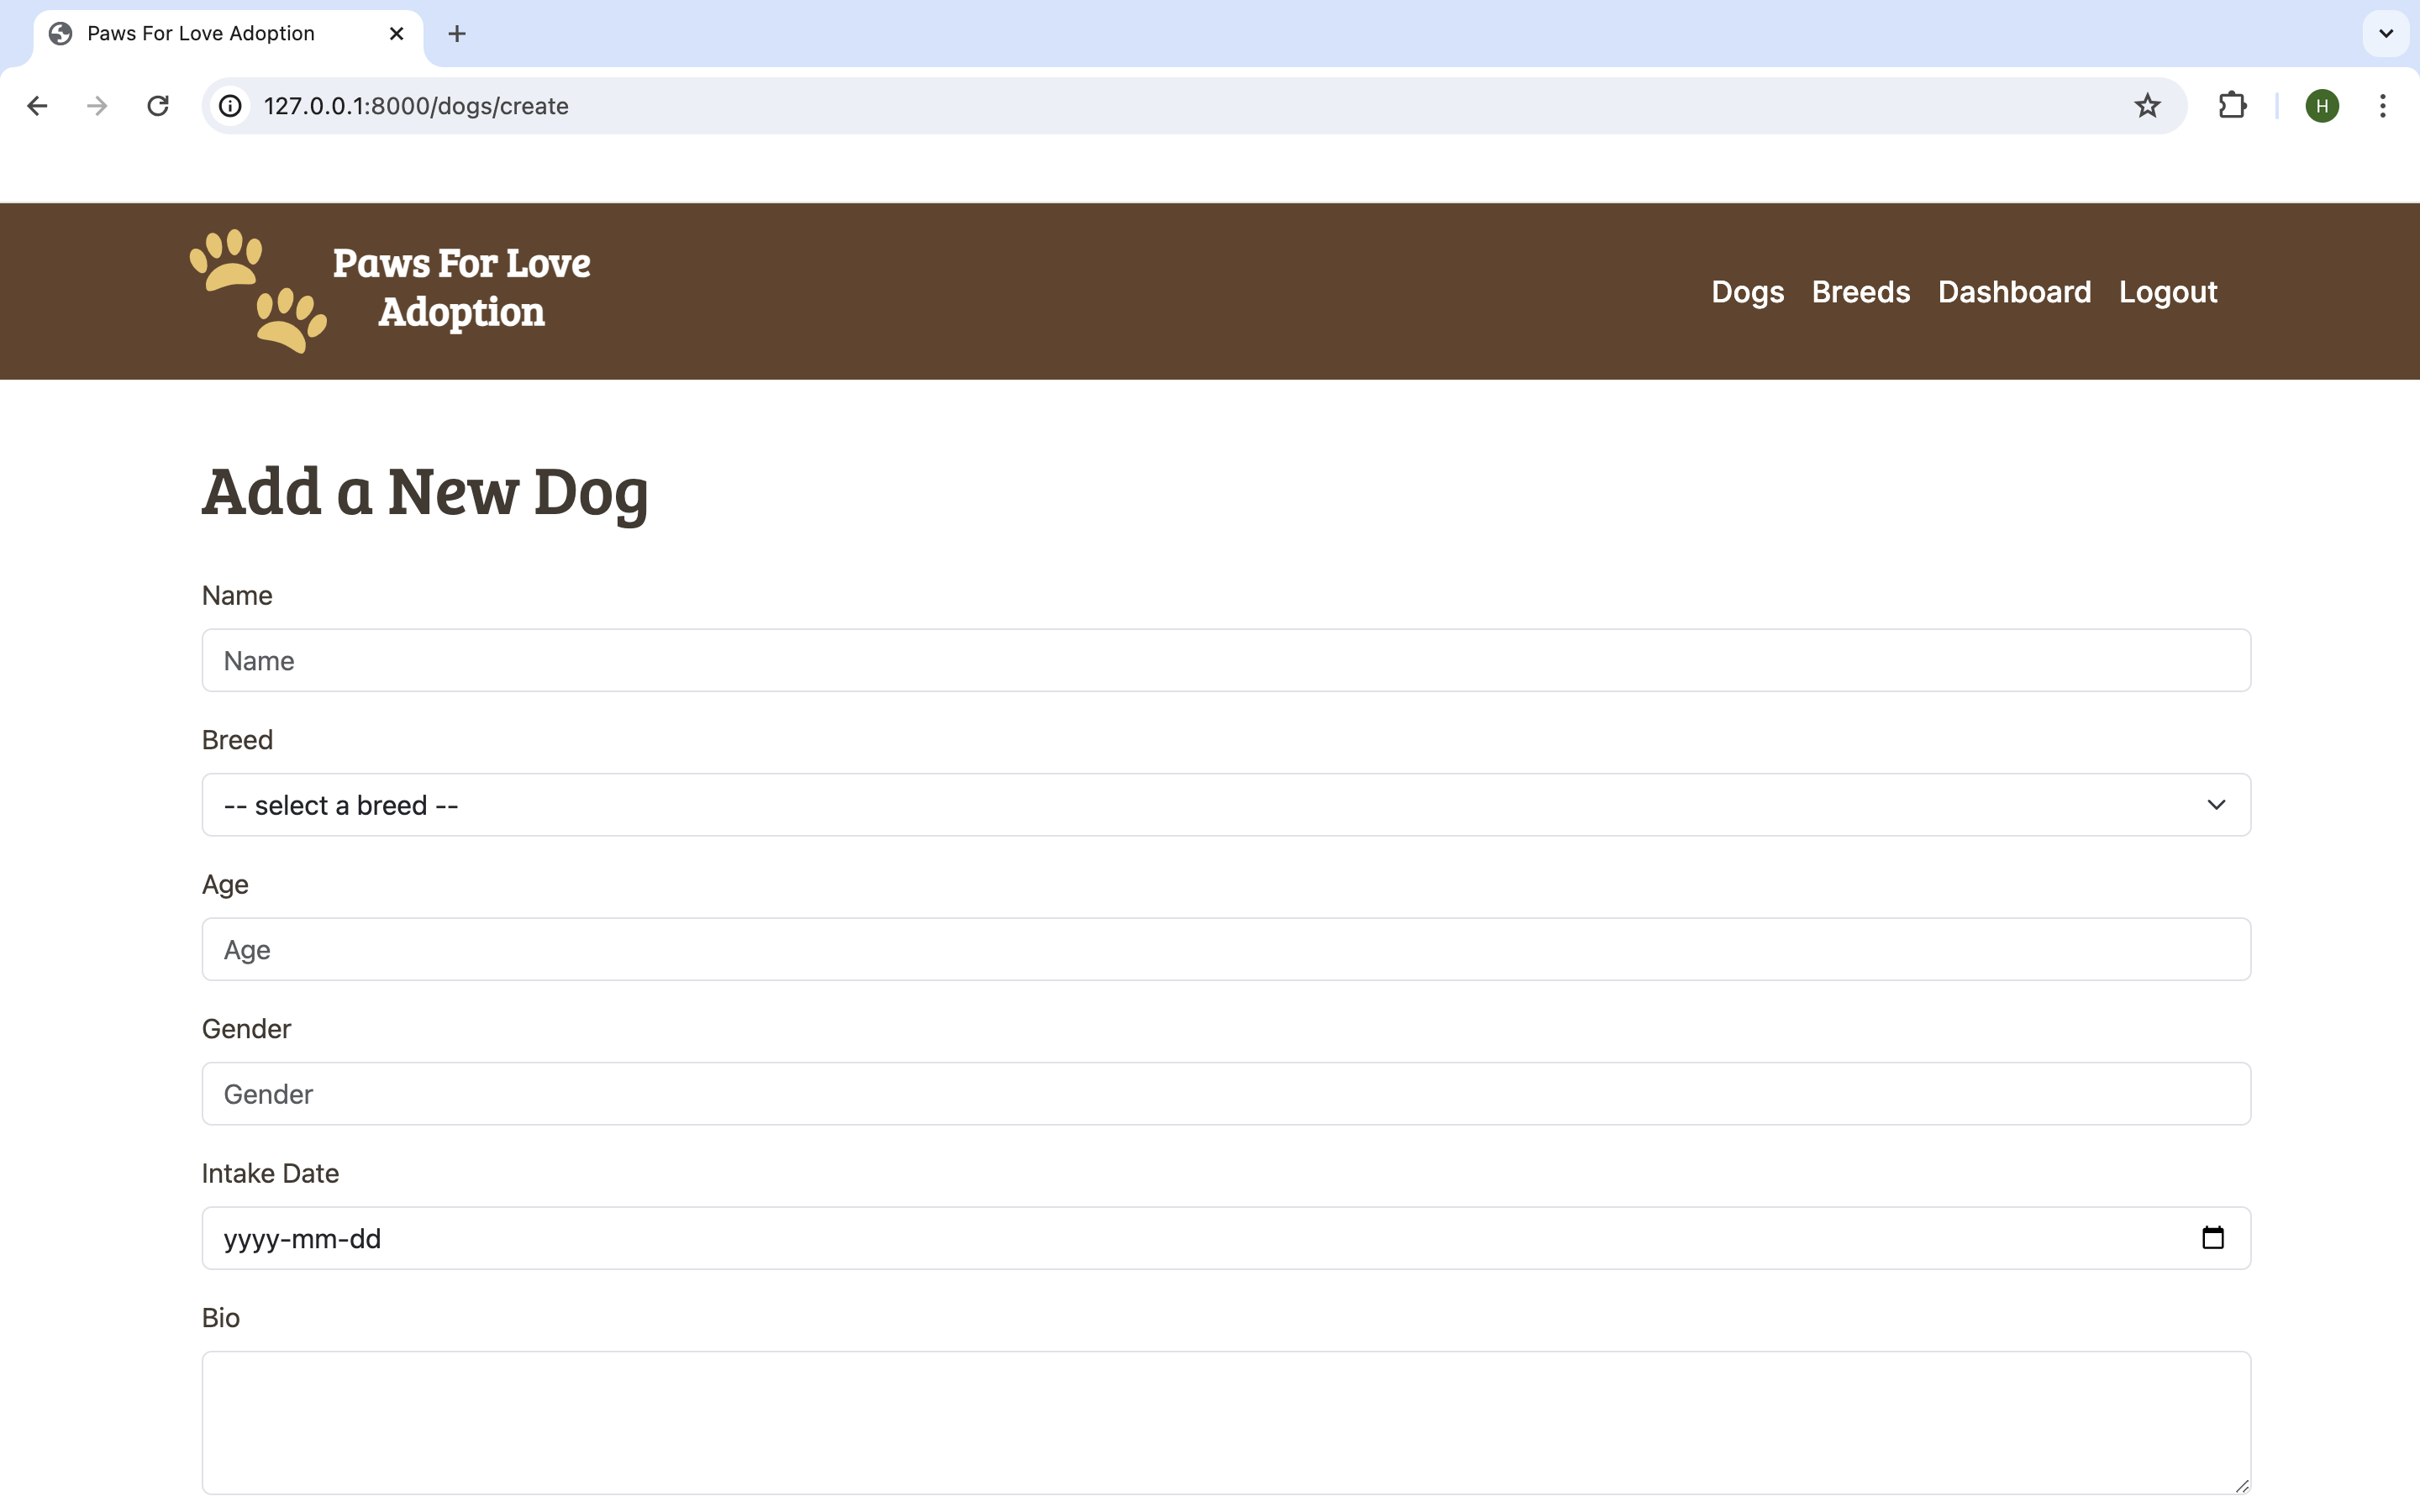 Paws For Love Adoption
127.0.0.1:8000/dogs/create
H
Paws For Love
Adoption
Dogs Breeds Dashboard Logout
Add a New Dog
Name
Name
Breed
-- select a breed --
Age
Age
Gender
Gender
Intake Date
yyyy-mm-dd
Bio